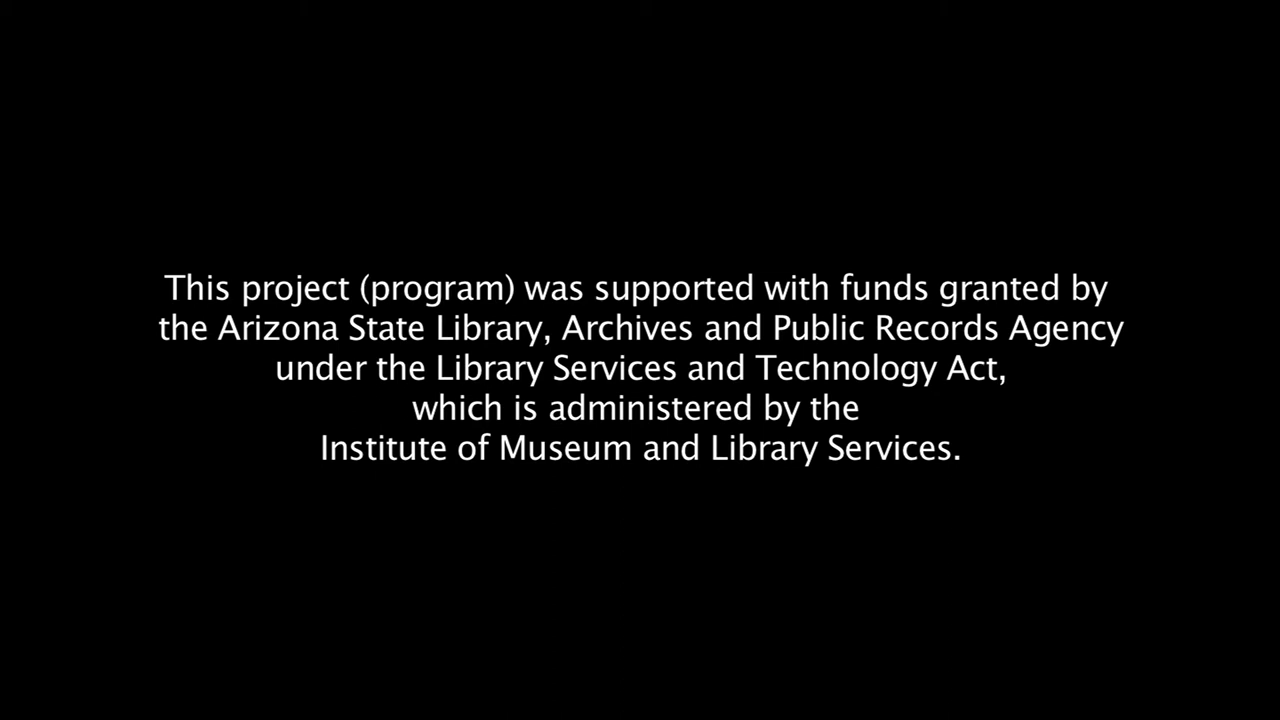 This project (program) was supported with funds granted by
the Arizona State Library, Archives and Public Records Agency
under the Library Services and Technology Act,
which is administered by the
Institute of Museum and Library Services.